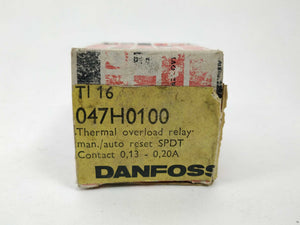 TI 16
047H0100
Thermal overload relay
man./auto reset SPDT
Contact 0,13 - 0,20A
DANFOSS